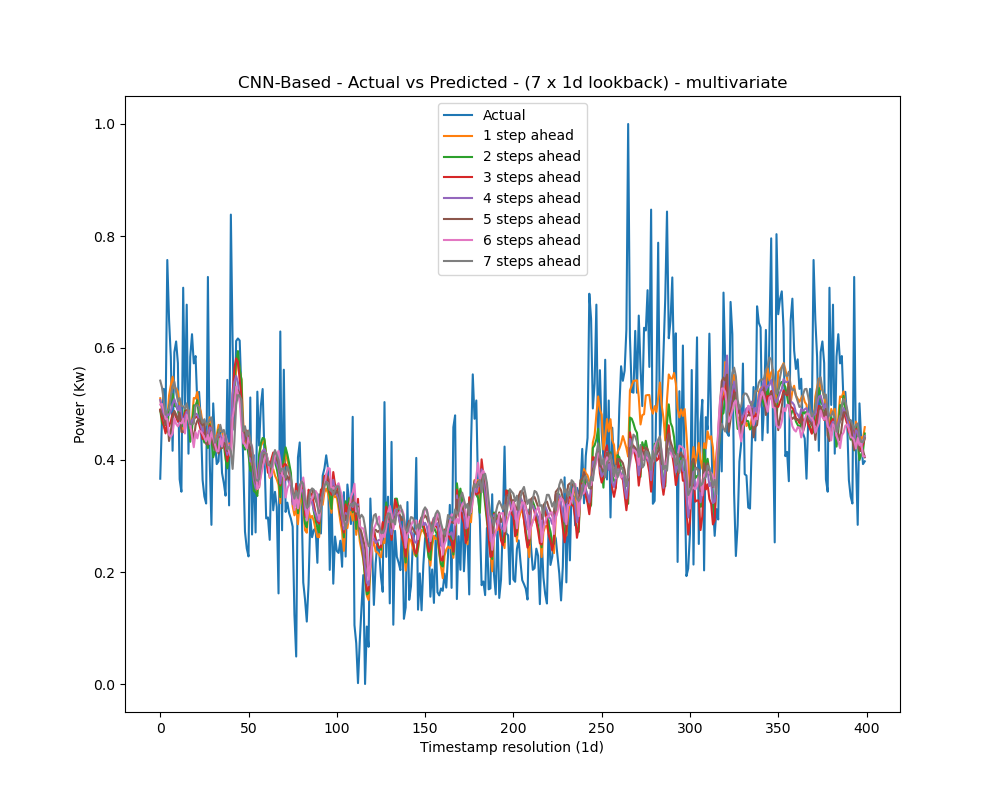 CNN-Based - Actual vs Predicted - (7 x 1d lookback) - multivariate
Actual
1 step ahead
2 steps ahead
3 steps ahead
4 steps ahead
5 steps ahead
6 steps ahead
7 steps ahead
1.0
0.8
0.6
0.4
0.2
0.0
Power (Kw)
0 50 100 150 200 250 300 350 400
Timestamp resolution (1d)